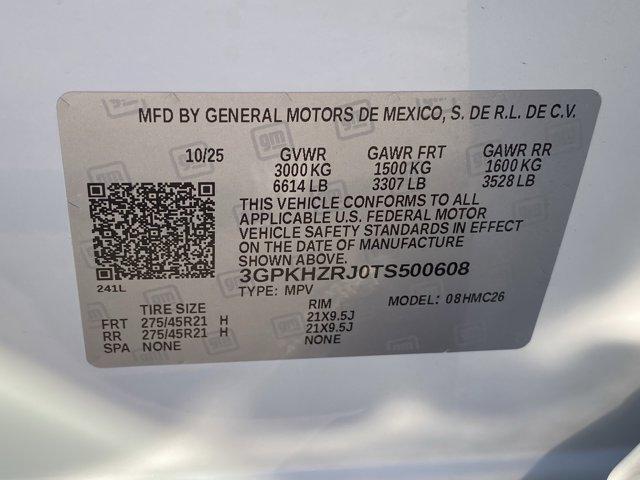 MFD BY GENERAL MOTORS DE MEXICO, S. DE R.L. DE C.V.
10/25 GVWR GAWR FRT GAWR RR
3000 KG 1500 KG 1600 KG
6614 LB 3307 LB 3528 LB
THIS VEHICLE CONFORMS TO ALL
APPLICABLE U.S. FEDERAL MOTOR
VEHICLE SAFETY STANDARDS IN EFFECT
ON THE DATE OF MANUFACTURE
SHOWN ABOVE.
3GPKHZRJ0TS500608
241L
TYPE: MPV MODEL: 08HMC26
TIRE SIZE RIM
FRT 275/45R21 H 21X9.5J
RR 275/45R21 H 21X9.5J
SPA NONE NONE
gm